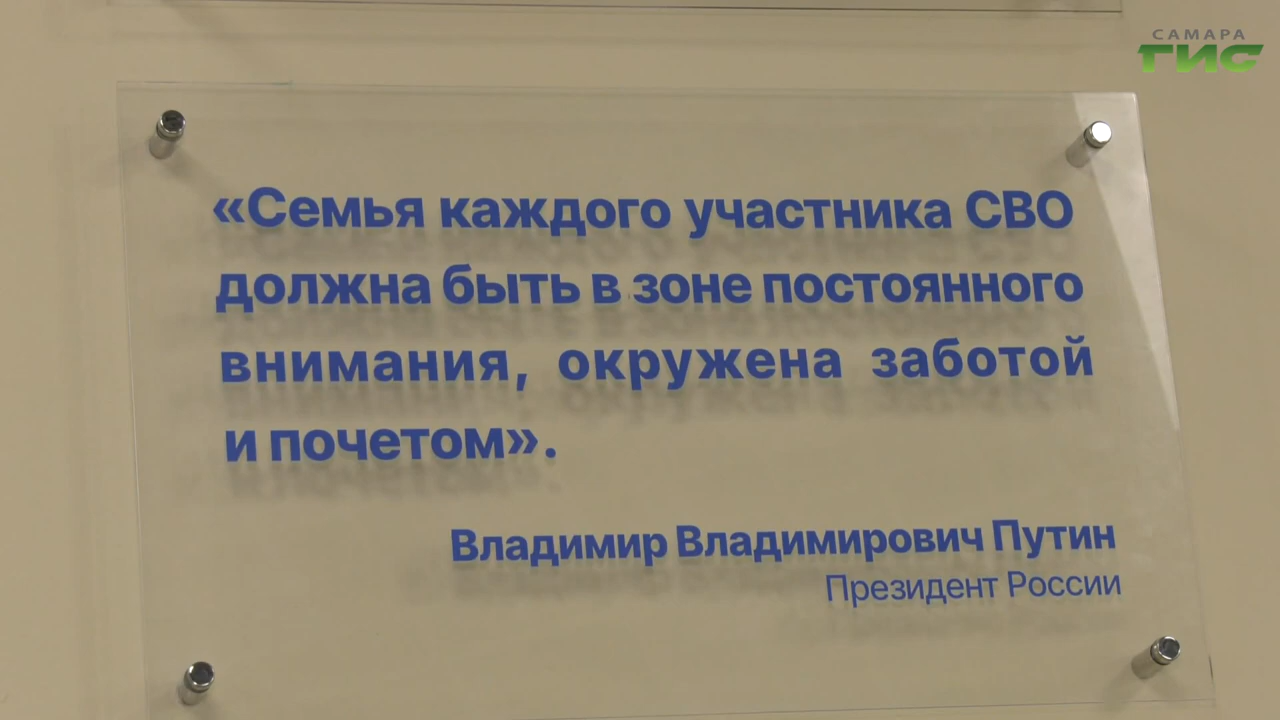 САМАРА
ГИС
«Семья каждого участника СВО
должна быть в зоне постоянного
внимания, окружена заботой
и почетом».
Владимир Владимирович Путин
Президент России